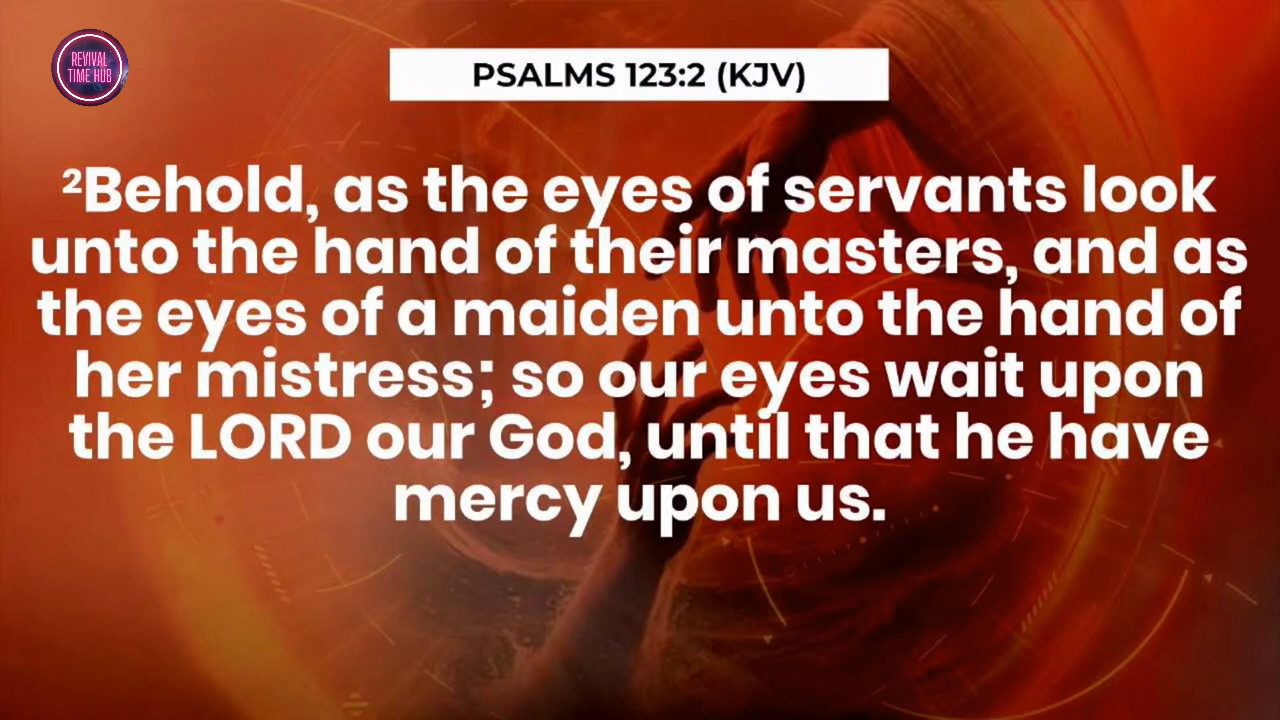 REVIVAL
TIME HUB
PSALMS 123:2 (KJV)
²Behold, as the eyes of servants look
unto the hand of their masters, and as
the eyes of a maiden unto the hand of
her mistress; so our eyes wait upon
the LORD our God, until that he have
mercy upon us.